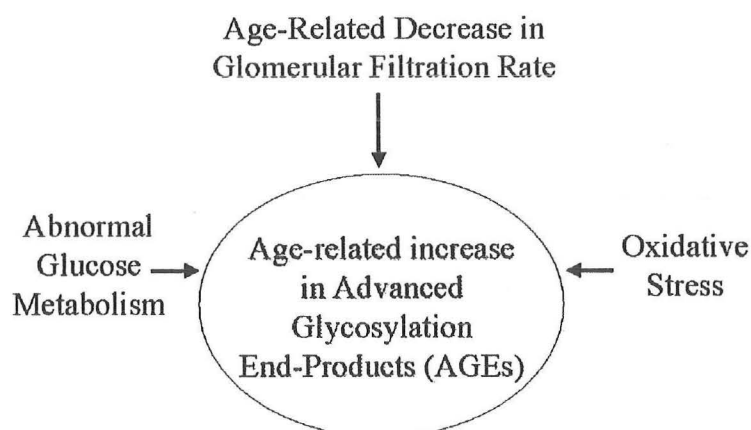 Age-Related Decrease in
Glomerular Filtration Rate
Abnormal
Glucose
Metabolism
Age-related increase
in Advanced
Glycosylation
End-Products (AGEs)
Oxidative
Stress